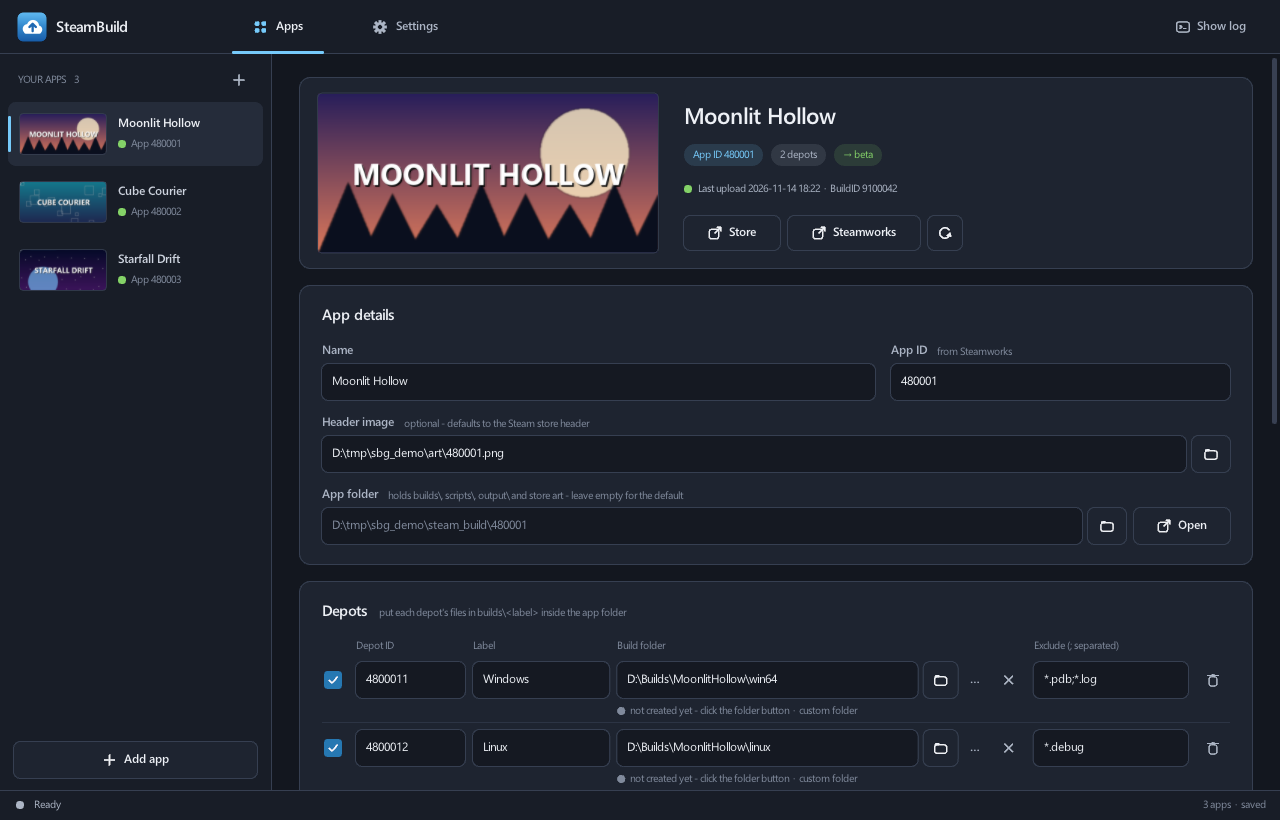 SteamBuild
Apps
Settings
Show log
YOUR APPS 3
MOONLIT HOLLOW
Moonlit Hollow
App 480001
CUBE COURIER
Cube Courier
App 480002
STARFALL DRIFT
Starfall Drift
App 480003
Add app
MOONLIT HOLLOW
Moonlit Hollow
App ID 480001
2 depots
→ beta
Last upload 2026-11-14 18:22 · BuildID 9100042
Store
Steamworks
App details
Name
App ID from Steamworks
Moonlit Hollow
480001
Header image optional - defaults to the Steam store header
D:\tmp\sbg_demo\art\480001.png
App folder holds builds\, scripts\, output\ and store art - leave empty for the default
D:\tmp\sbg_demo\steam_build\480001
Open
Depots put each depot's files in builds\<label> inside the app folder
Depot ID Label Build folder Exclude (; separated)
4800011 Windows D:\Builds\MoonlitHollow\win64 ... *.pdb;*.log
not created yet - click the folder button · custom folder
4800012 Linux D:\Builds\MoonlitHollow\linux ... *.debug
not created yet - click the folder button · custom folder
Ready
3 apps · saved